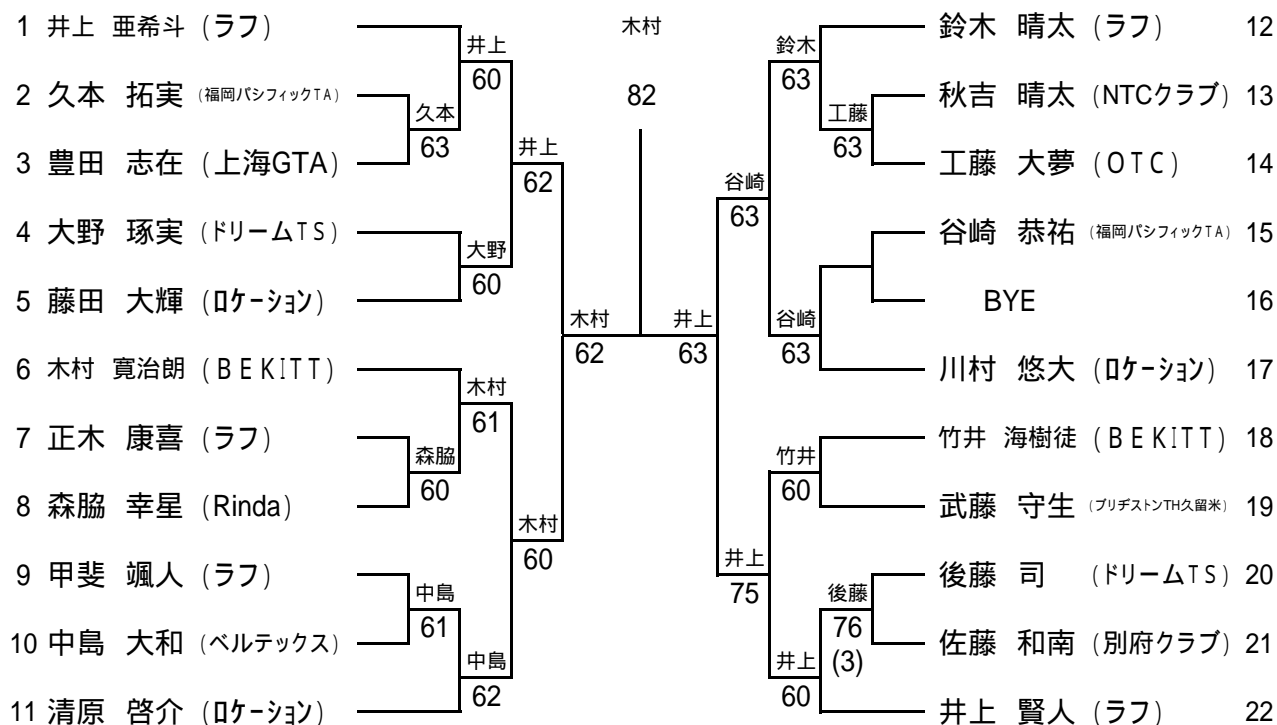 1 井上 亜希斗 (ラフ)
2 久本 拓実 (福岡パシフィックTA)
3 豊田 志在 (上海GTA)
4 大野 琢実 (ドリームTS)
5 藤田 大輝 (ロケーション)
6 木村 寛治朗 (BEKITT)
7 正木 康喜 (ラフ)
8 森脇 幸星 (Rinda)
9 甲斐 颯人 (ラフ)
10 中島 大和 (ベルテックス)
11 清原 啓介 (ロケーション)
久本
63
森脇
60
中島
61
井上
60
大野
60
木村
61
中島
62
井上
62
木村
60
木村
62
木村
82
井上
63
谷崎
63
井上
75
鈴木
63
谷崎
63
竹井
60
井上
60
工藤
63
後藤
76
(3)
鈴木 晴太 (ラフ) 12
秋吉 晴太 (NTCクラブ) 13
工藤 大夢 (OTC) 14
谷崎 恭祐 (福岡パシフィックTA) 15
BYE 16
川村 悠大 (ロケーション) 17
竹井 海樹徒 (BEKITT) 18
武藤 守生 (ブリヂストンTH久留米) 19
後藤 司 (ドリームTS) 20
佐藤 和南 (別府クラブ) 21
井上 賢人 (ラフ) 22